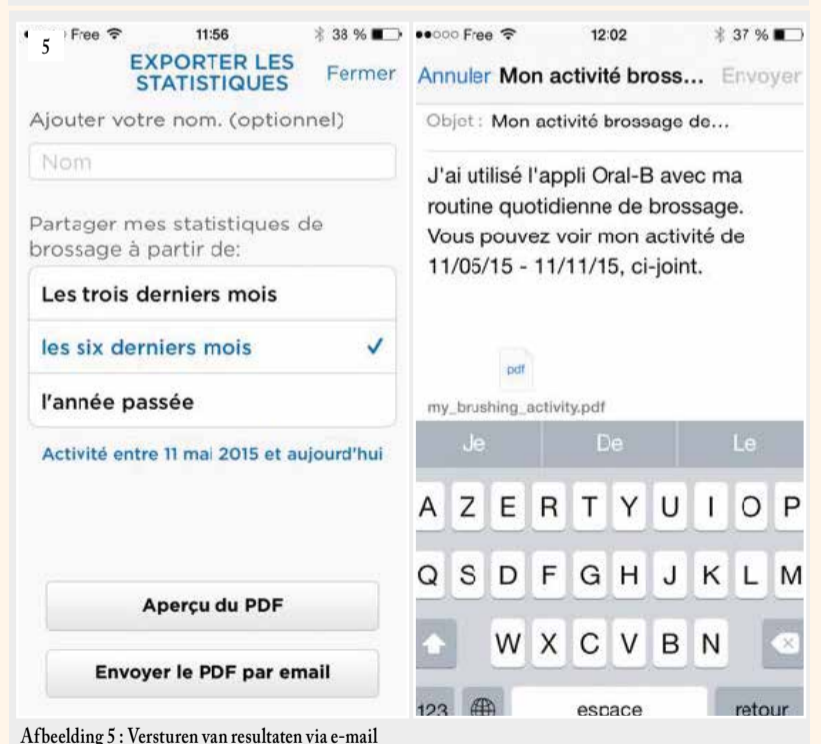 5
Free 11:56 38 %
EXPORTER LES
STATISTIQUES
Fermer
Ajouter votre nom. (optionnel)
Nom
Partager mes statistiques de
brossage à partir de:
Les trois derniers mois
les six derniers mois
l'année passée
Activité entre 11 mai 2015 et aujourd'hui
Aperçu du PDF
Envoyer le PDF par email
Free 12:02 37 %
Annuler Mon activité bross... Envoyer
Objet : Mon activité brossage de...
J'ai utilisé l'appli Oral-B avec ma
routine quotidienne de brossage.
Vous pouvez voir mon activité de
11/05/15 - 11/11/15, ci-joint.
pdf
my_brushing_activity.pdf
Je De Le
A Z E R T Y U I O P
Q S D F G H J K L M
W X C V B N
123 espace retour
Afbeelding 5 : Versturen van resultaten via e-mail